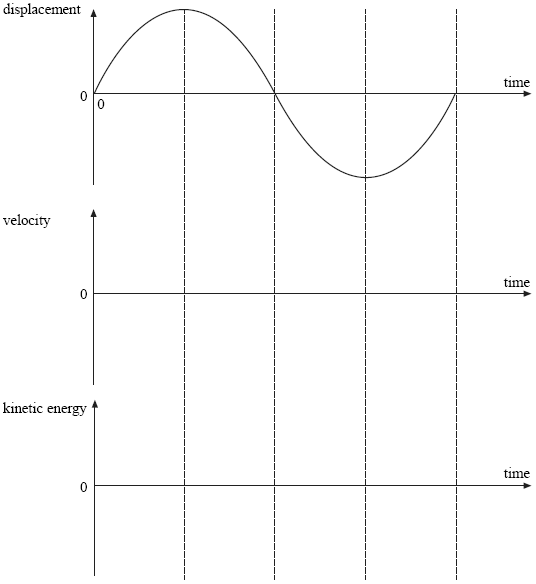 displacement
time
0
0
velocity
time
0
kinetic energy
time
0